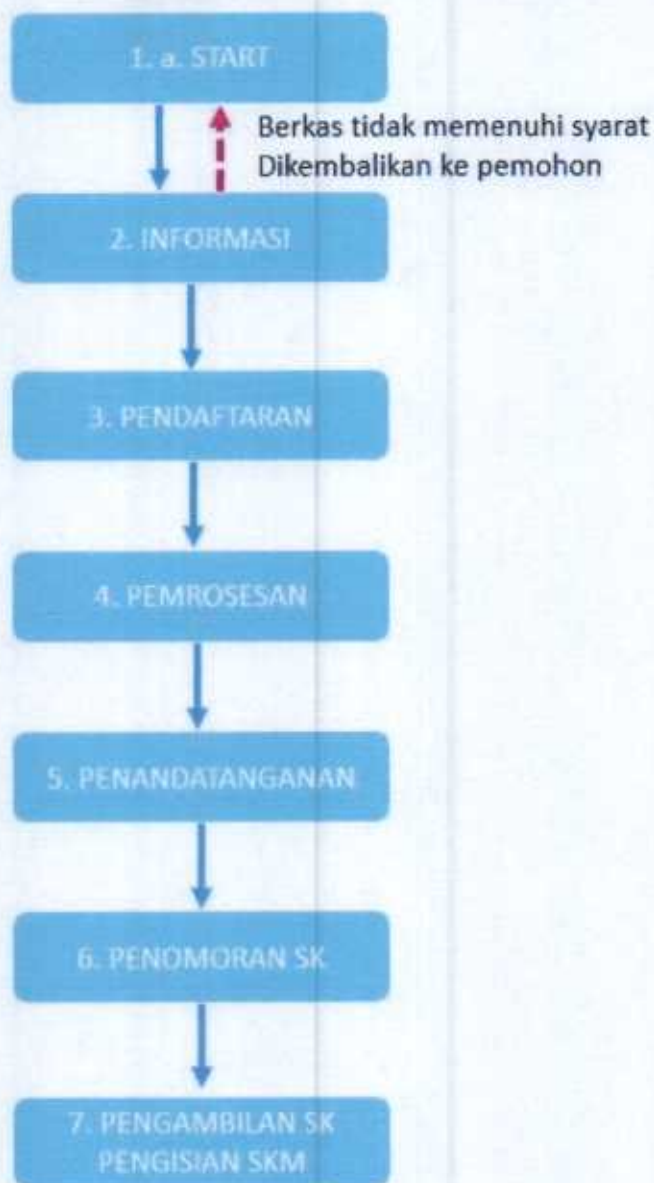 1. a. START
Berkas tidak memenuhi syarat
Dikembalikan ke pemohon
2. INFORMASI
3. PENDAFTARAN
4. PEMROSESAN
5. PENANDATANGANAN
6. PENOMORAN SK
7. PENGAMBILAN SK
PENGISIAN SKM